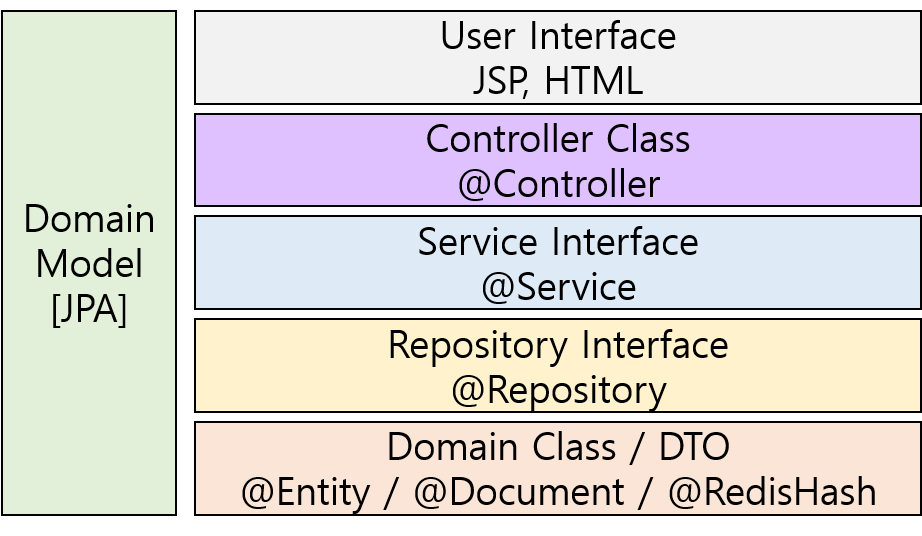 Domain
Model
[JPA]
User Interface
JSP, HTML
Controller Class
@Controller
Service Interface
@Service
Repository Interface
@Repository
Domain Class / DTO
@Entity / @Document / @RedisHash